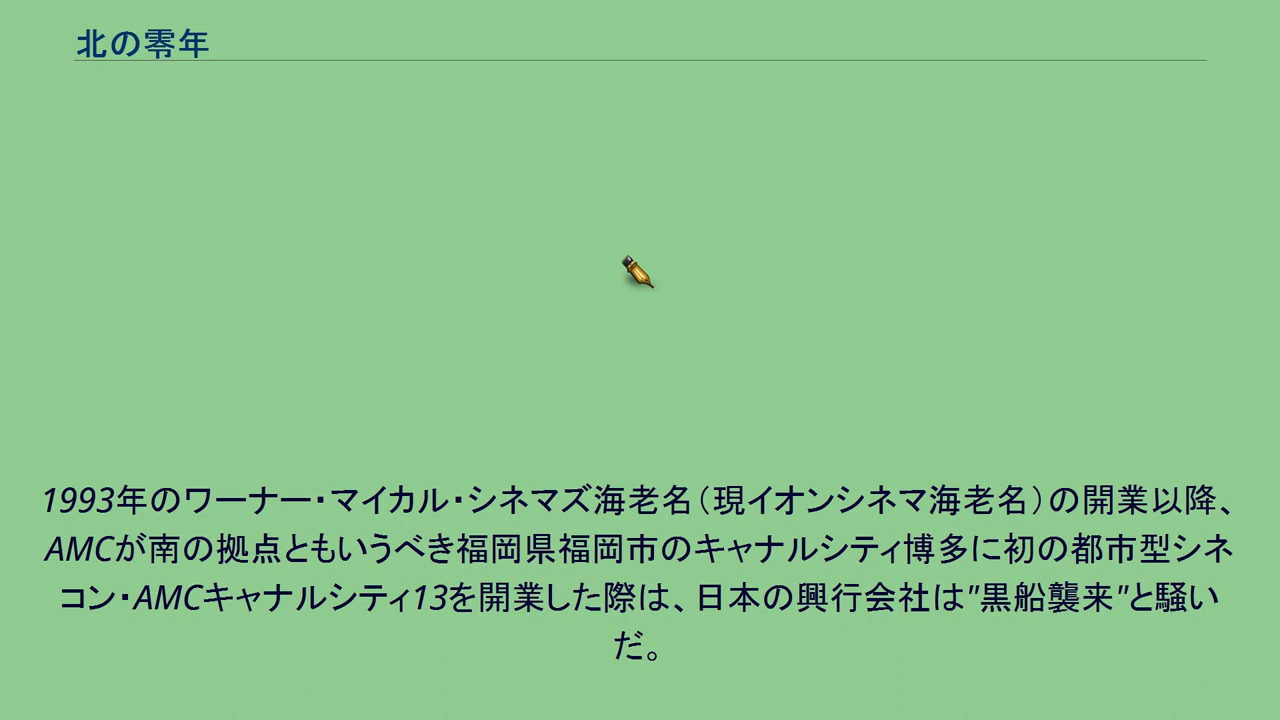 北の零年
1993年のワーナー・マイカル・シネマズ海老名（現イオンシネマ海老名）の開業以降、
AMCが南の拠点ともいうべき福岡県福岡市のキャナルシティ博多に初の都市型シネ
コン・AMCキャナルシティ13を開業した際は、日本の興行会社は"黒船襲来"と騒い
だ。